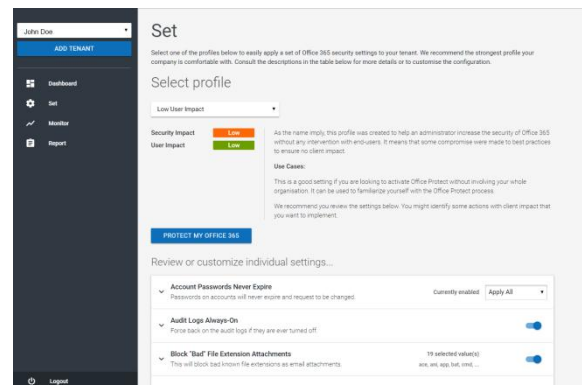 John Doe
ADD TENANT
Dashboard
Set
Monitor
Report
Logout
Set
Select one of the profiles below to easily apply a set of Office 365 security settings to your tenant. We recommend the strongest profile your
company is comfortable with. Consult the descriptions in the table below for more details or to customise the configuration.
Select profile
Low User Impact
Security Impact Low
User Impact Low
As the name imply, this profile was created to help an administrator increase the security of Office 365
without any intervention with end-users. It means that some compromise were made to best practices
to ensure no client impact.
Use Cases:
This is a good setting if you are looking to activate Office Protect without involving your whole
organisation. It can be used to familiarize yourself with the Office Protect process.
We recommend you review the settings below. You might identify some actions with client impact that
you want to implement.
PROTECT MY OFFICE 365
Review or customize individual settings...
Account Passwords Never Expire
Passwords on accounts will never expire and request to be changed
Currently enabled Apply All
Audit Logs Always-On
Force back on the audit logs if they are ever turned off
Block "Bad" File Extension Attachments
This will block bad known file extensions as email attachments
19 selected value(s)
ace, ani, app, bat, cmd, ...